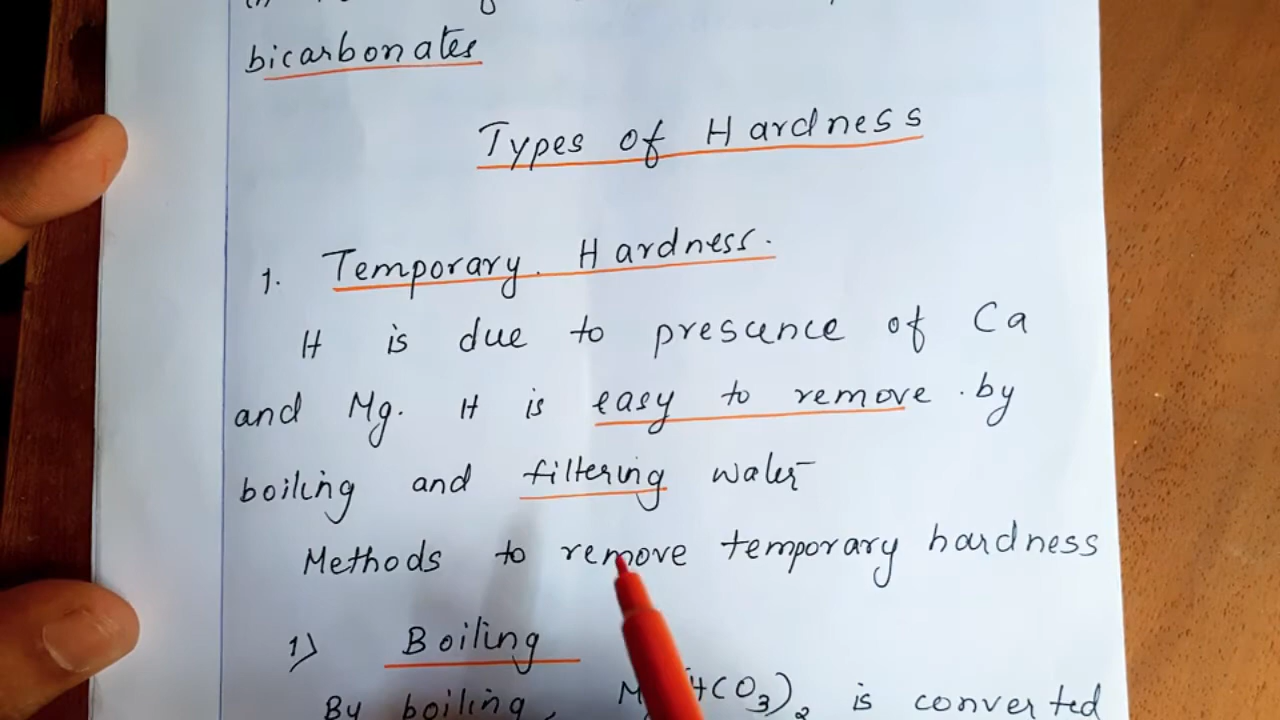 bicarbonates
Types of Hardness
1. Temporary Hardness.
It is due to presence of Ca
and Mg. It is easy to remove by
boiling and filtering water
Methods to remove temporary hardness
1) Boiling
By boiling, is converted